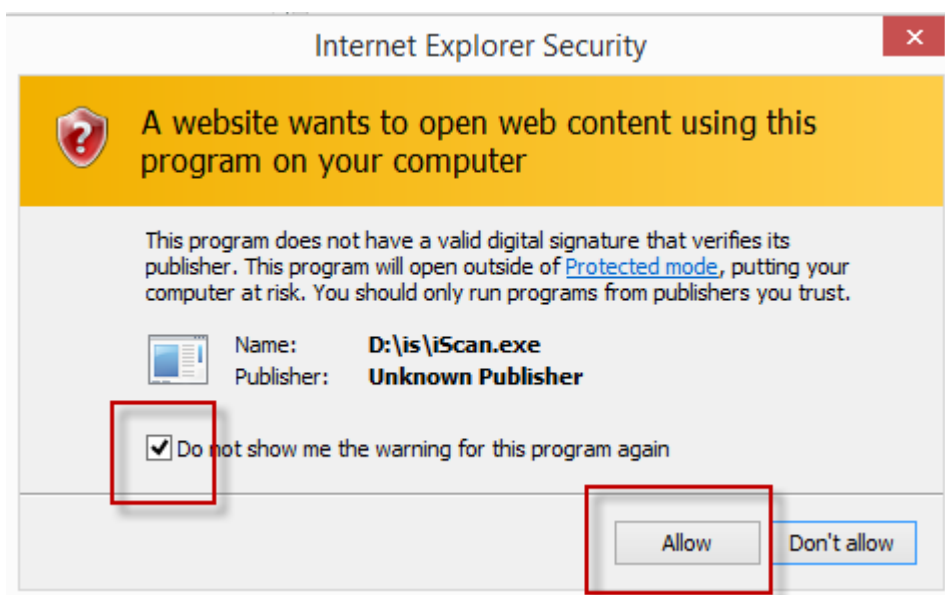 Internet Explorer Security
A website wants to open web content using this
program on your computer
This program does not have a valid digital signature that verifies its
publisher. This program will open outside of Protected mode, putting your
computer at risk. You should only run programs from publishers you trust.
Name: D:\is\iScan.exe
Publisher: Unknown Publisher
Do not show me the warning for this program again
Allow Don't allow